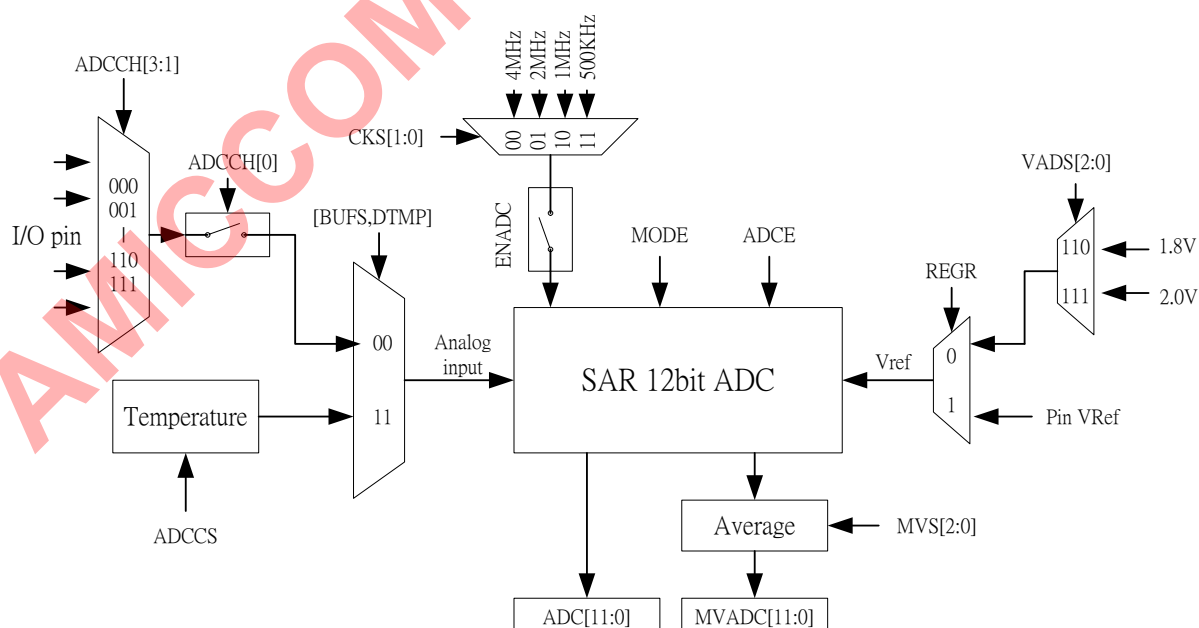 4MHz
2MHz
1MHz
500KHz
ADCCH[3:1]
CKS[1:0]
00
01
10
11
ADCCH[0]
VADS[2:0]
000
001
110
111
I/O pin
[BUFS,DTMP]
ENADC
MODE
ADCE
110
111
1.8V
2.0V
REGR
00
11
Analog
input
SAR 12bit ADC
Vref
0
1
Pin VRef
Temperature
ADCCS
Average
MVS[2:0]
ADC[11:0]
MVADC[11:0]
AMICCOM